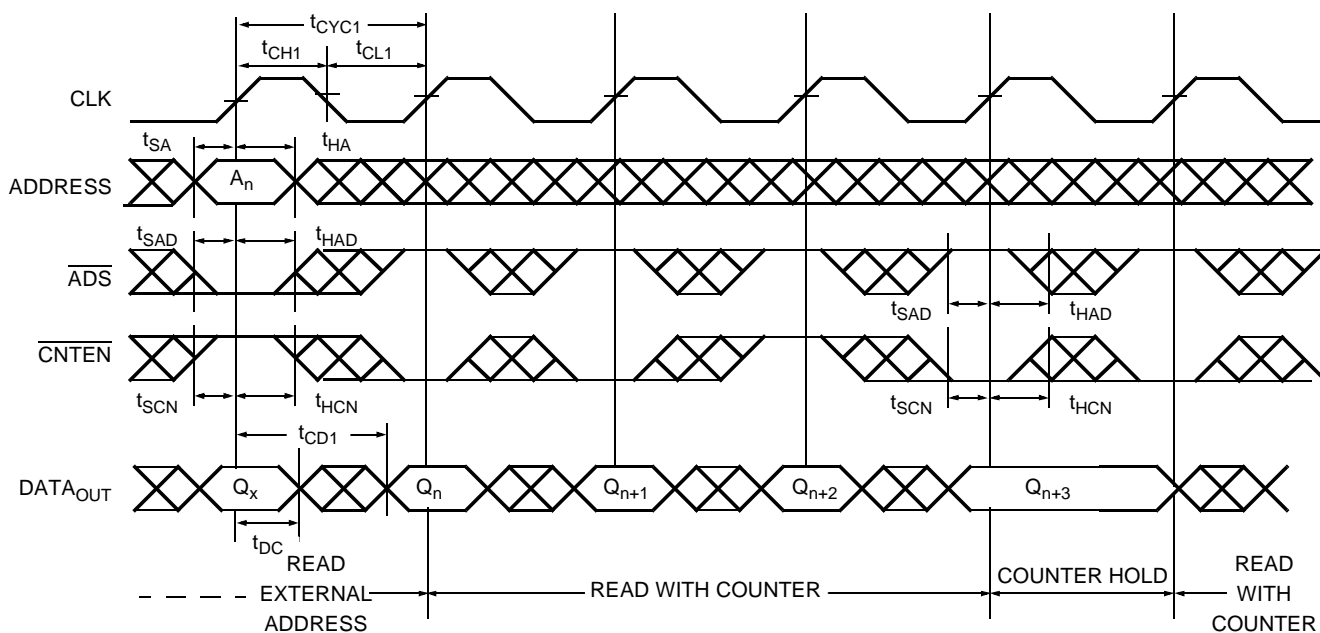 tCYC1
tCH1 tCL1
CLK
tSA tHA
ADDRESS An
tSAD tHAD
ADS
tSAD tHAD
CNTEN
tSCN tHCN tSCN tHCN
tCD1
DATAOUT Qx Qn Qn+1 Qn+2 Qn+3
tDC
READ EXTERNAL ADDRESS
READ WITH COUNTER
COUNTER HOLD
READ WITH COUNTER